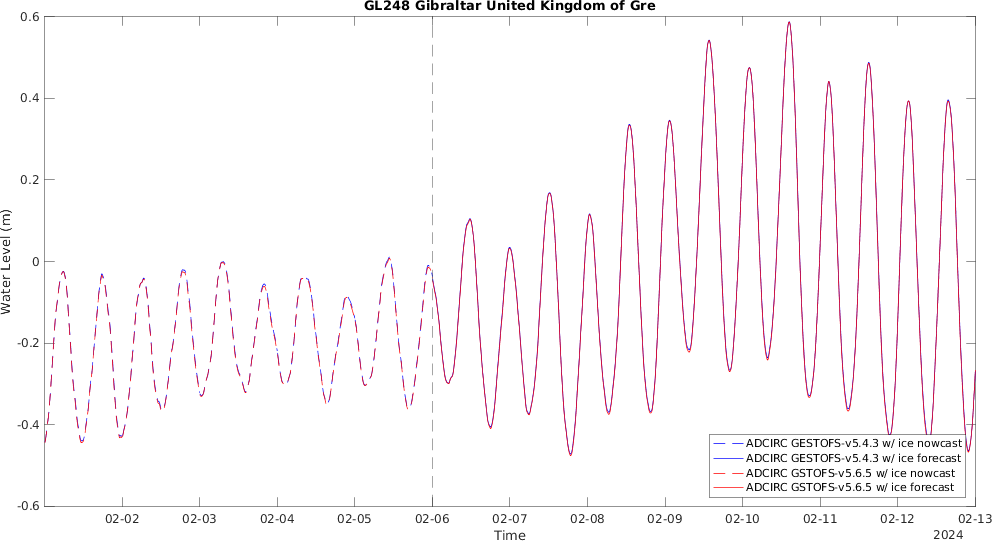 GL248 Gibraltar United Kingdom of Gre
Water Level (m)
0.6
0.4
0.2
0
-0.2
-0.4
-0.6
ADCIRC GESTOFS-v5.4.3 w/ ice nowcast
ADCIRC GESTOFS-v5.4.3 w/ ice forecast
ADCIRC GSTOFS-v5.6.5 w/ ice nowcast
ADCIRC GSTOFS-v5.6.5 w/ ice forecast
02-02 02-03 02-04 02-05 02-06 02-07 02-08 02-09 02-10 02-11 02-12 02-13
Time
2024